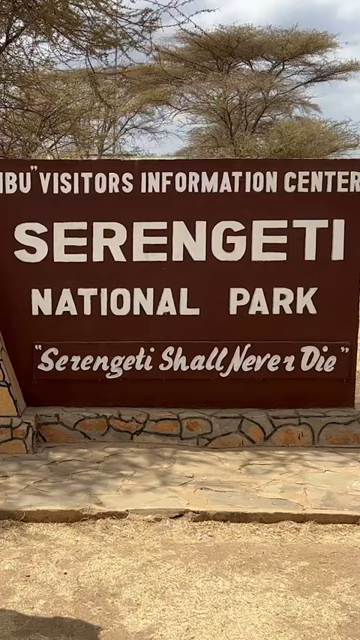 IBU" VISITORS INFORMATION CENTER
SERENGETI
NATIONAL PARK
"Serengeti Shall Never Die"